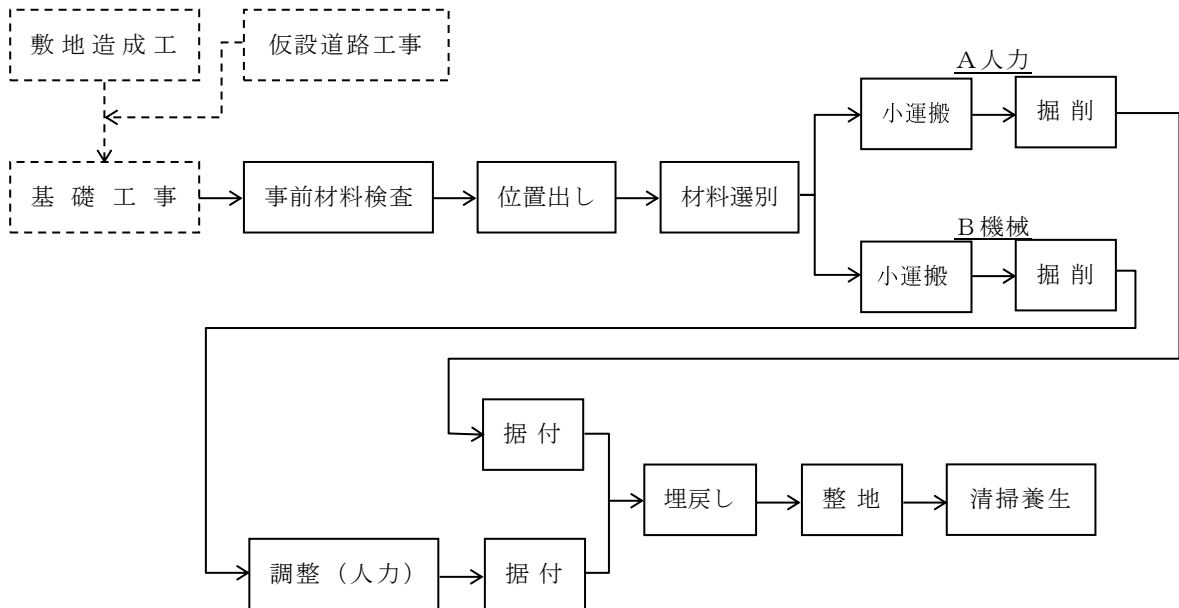 敷地造成工
仮設道路工事
A人力
小運搬
掘削
基礎工事
事前材料検査
位置出し
材料選別
B機械
小運搬
掘削
据付
埋戻し
整地
清掃養生
調整（人力）
据付